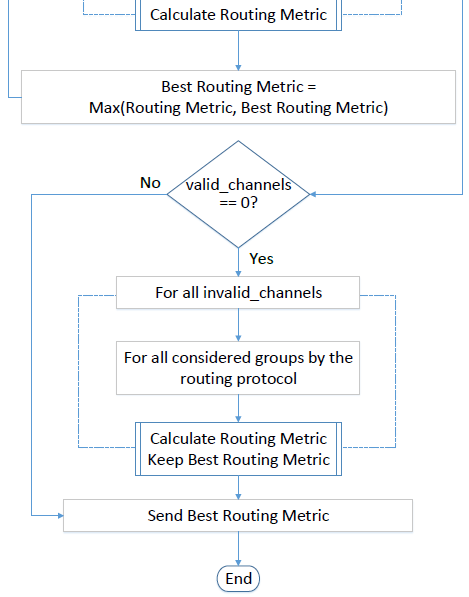 Calculate Routing Metric
Best Routing Metric =
Max(Routing Metric, Best Routing Metric)
No
valid_channels
== 0?
Yes
For all invalid_channels
For all considered groups by the
routing protocol
Calculate Routing Metric
Keep Best Routing Metric
Send Best Routing Metric
End